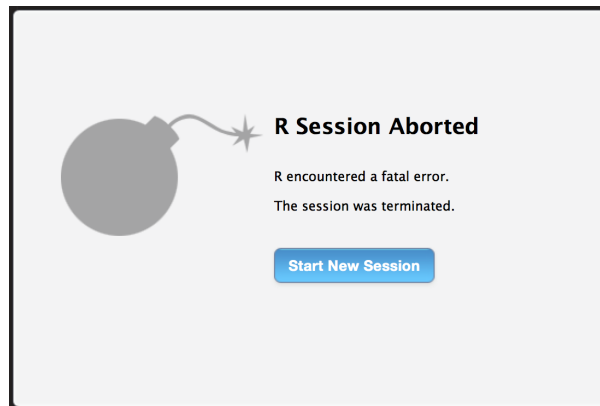 R Session Aborted
R encountered a fatal error.
The session was terminated.
Start New Session